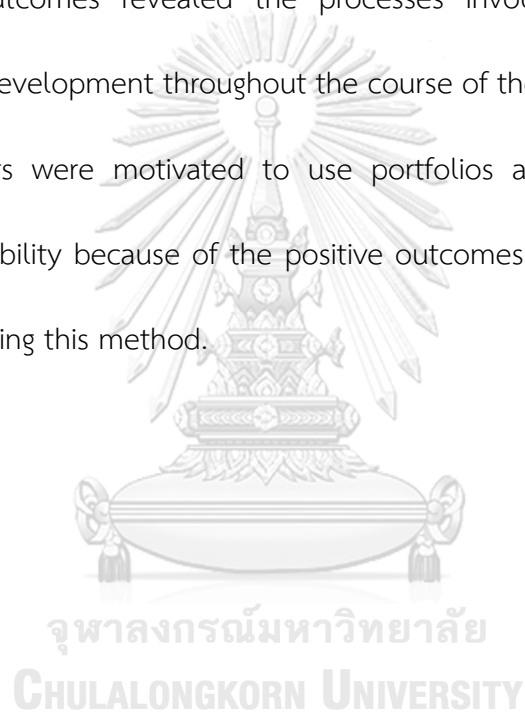 outcomes revealed the processes
evelopment throughout the course of the
rs were motivated to use portfolios a
bility because of the positive outcomes
ing this method.
จุฬาลงกรณ์มหาวิทยาลัย
CHULALONGKORN UNIVERSITY